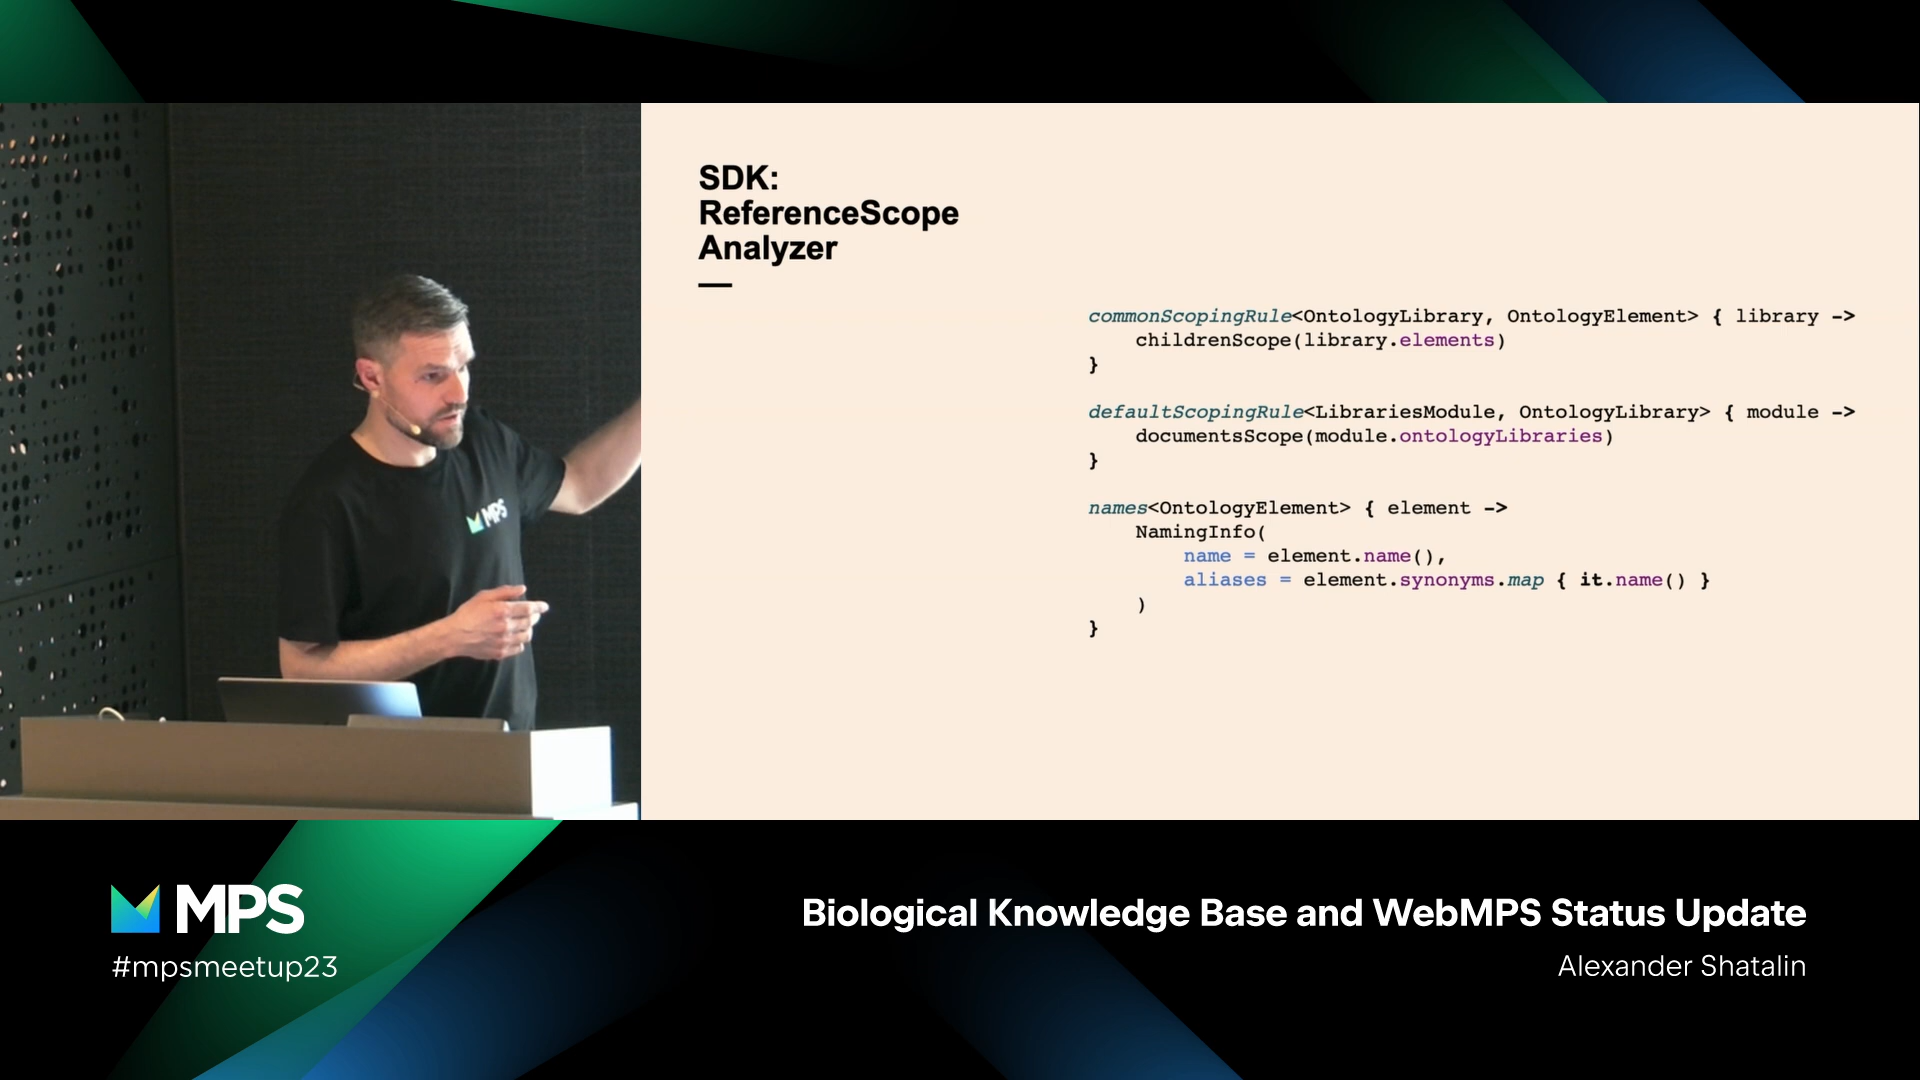 SDK:
ReferenceScope
Analyzer
commonScopingRule<OntologyLibrary, OntologyElement> { library ->
    childrenScope(library.elements)
}
defaultScopingRule<LibrariesModule, OntologyLibrary> { module ->
    documentsScope(module.ontologyLibraries)
}
names<OntologyElement> { element ->
    NamingInfo(
        name = element.name(),
        aliases = element.synonyms.map { it.name() }
    )
}
MPS
MPS
#mpsmeetup23
Biological Knowledge Base and WebMPS Status Update
Alexander Shatalin